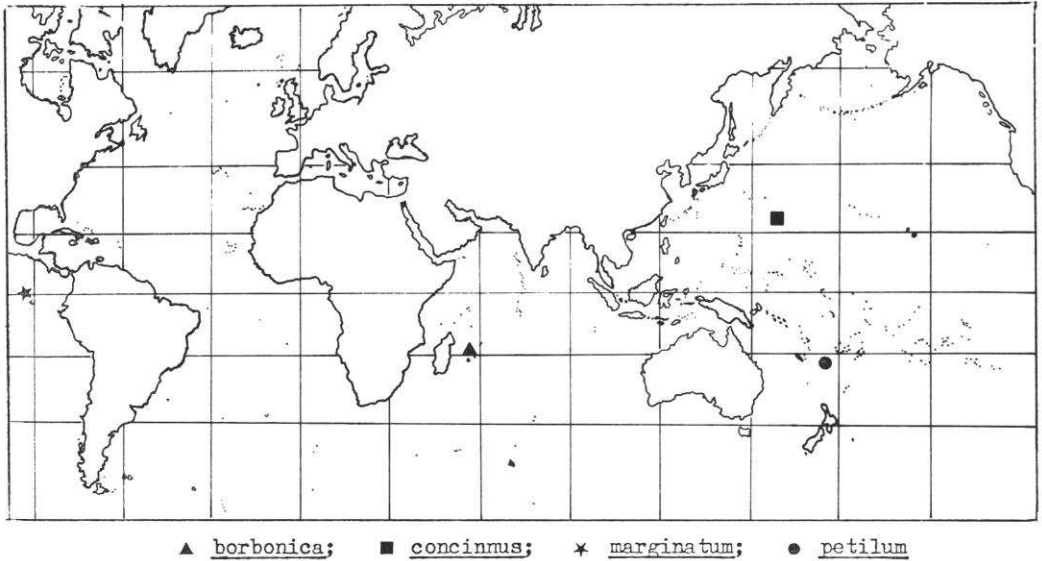 ▲ borbonica; ■ concinnus; ★ marginatum; ● petilum